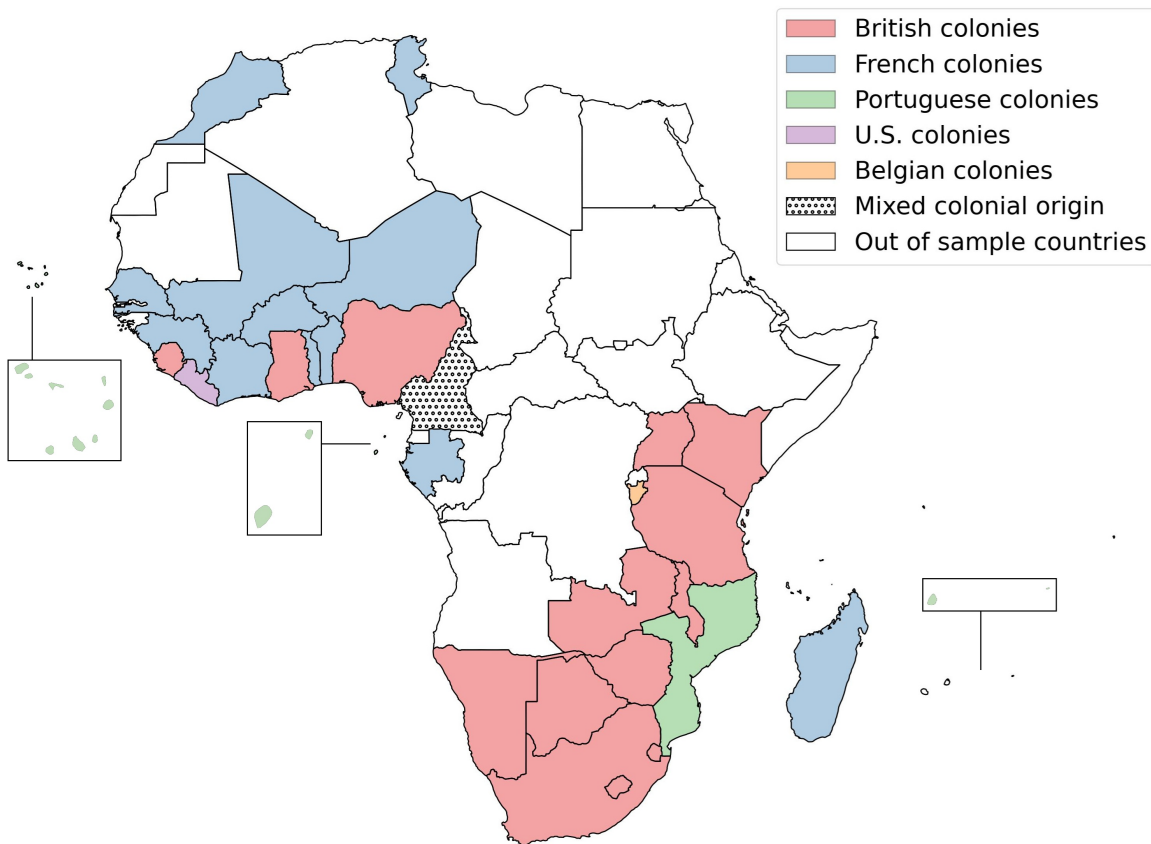 British colonies
French colonies
Portuguese colonies
U.S. colonies
Belgian colonies
Mixed colonial origin
Out of sample countries